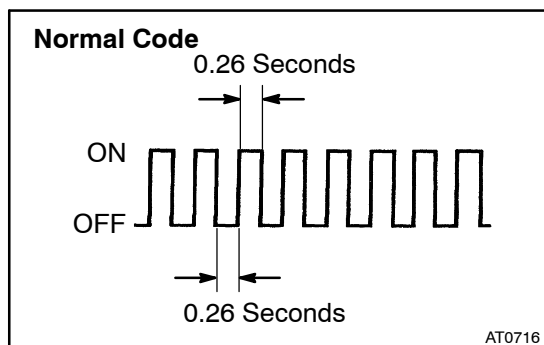 Normal Code
0.26 Seconds
ON
OFF
0.26 Seconds
AT0716